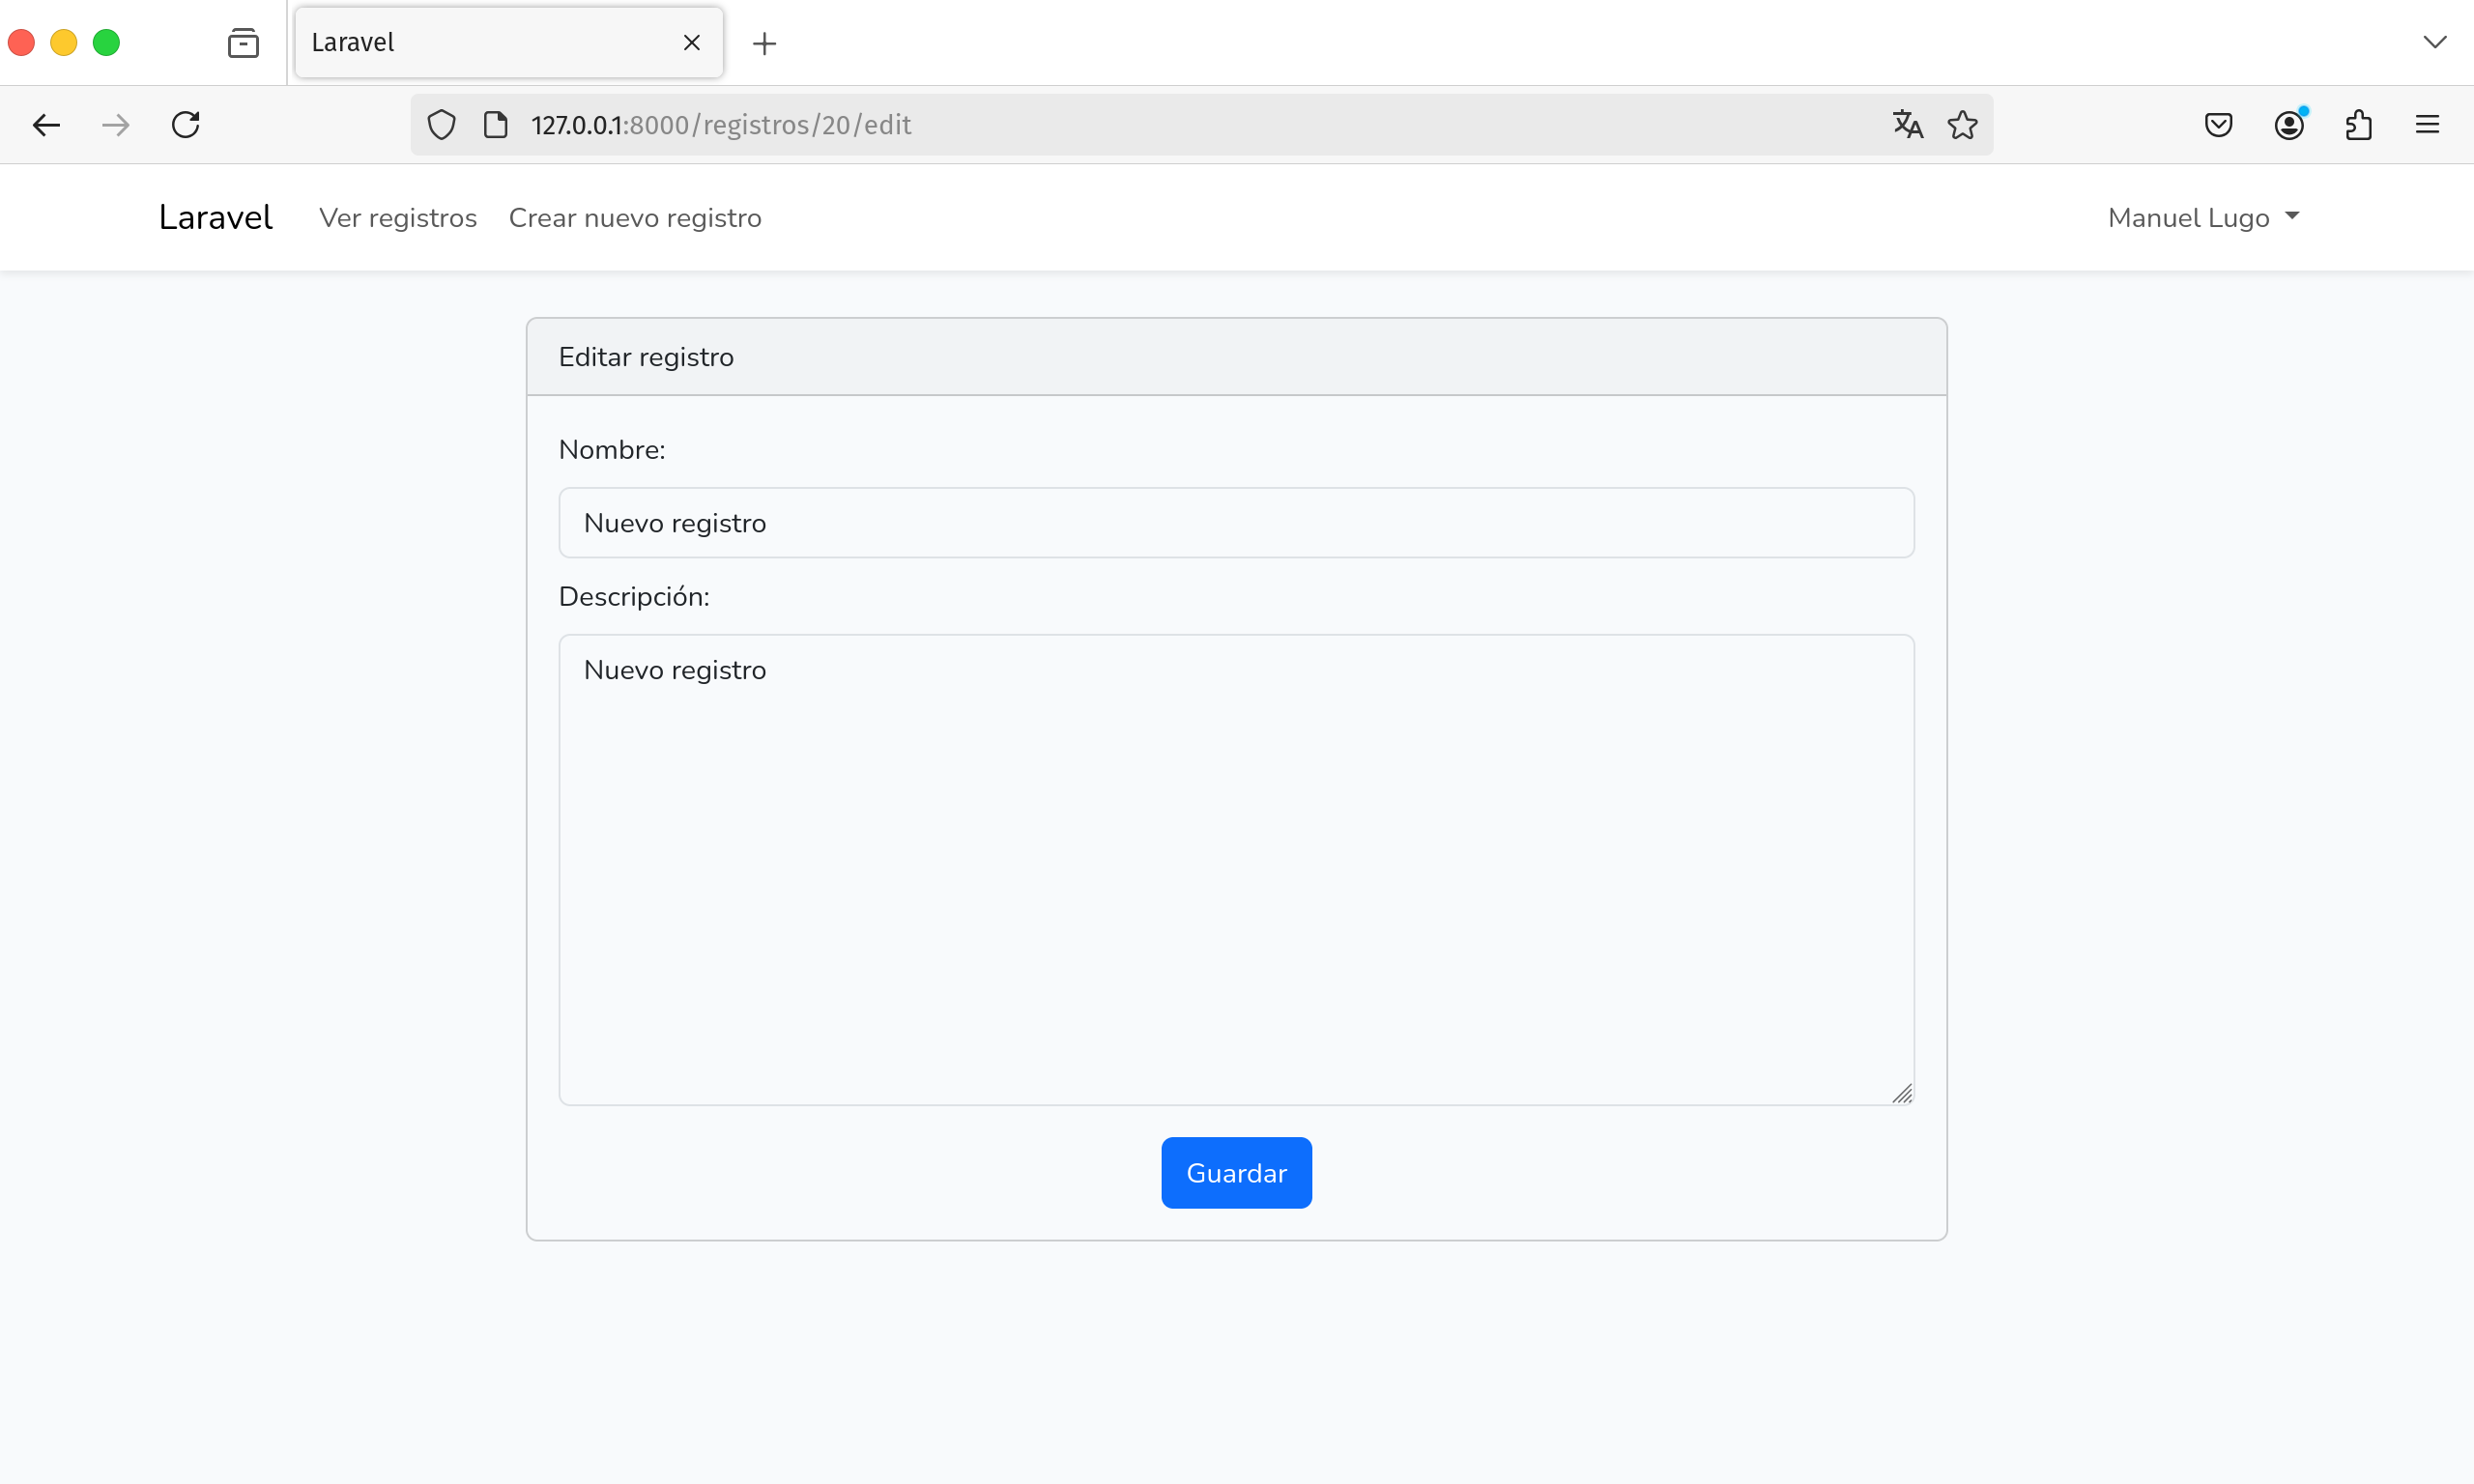 Laravel
127.0.0.1:8000/registros/20/edit
Laravel Ver registros Crear nuevo registro Manuel Lugo
Editar registro
Nombre:
Nuevo registro
Descripción:
Nuevo registro
Guardar